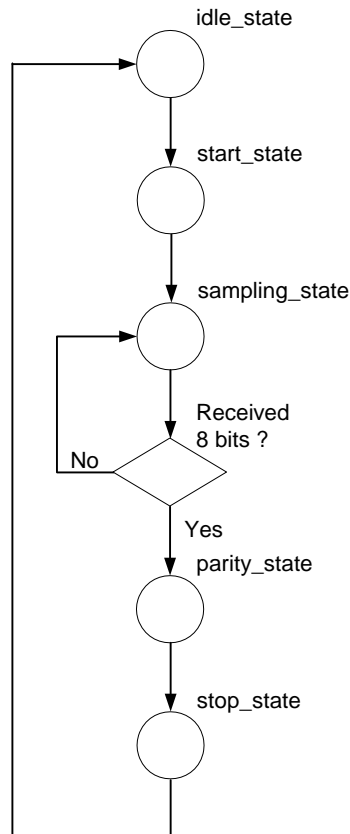 idle_state
start_state
sampling_state
Received
8 bits ?
No
Yes
parity_state
stop_state